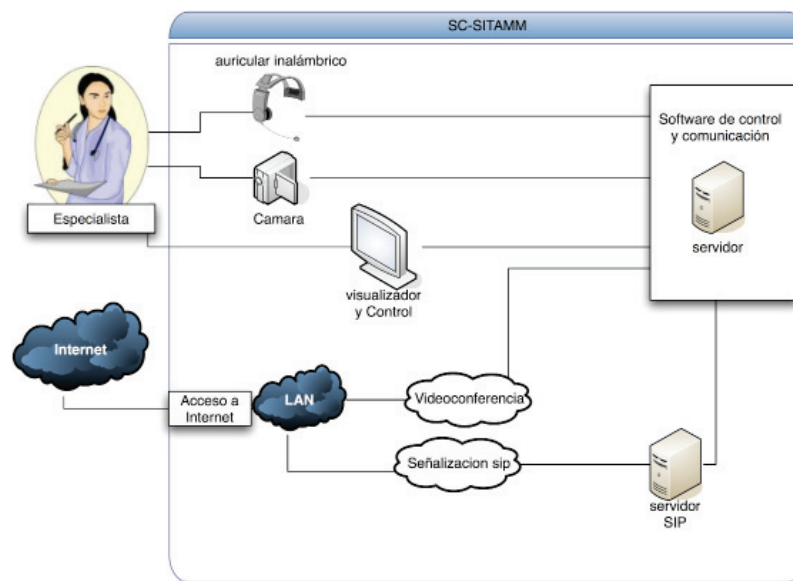 SC-SITAMM
auricular inalámbrico
Software de control
y comunicación
servidor
Camara
Especialista
visualizador
y Control
Internet
Acceso a
Internet
LAN
Videoconferencia
Señalizacion sip
servidor
SIP